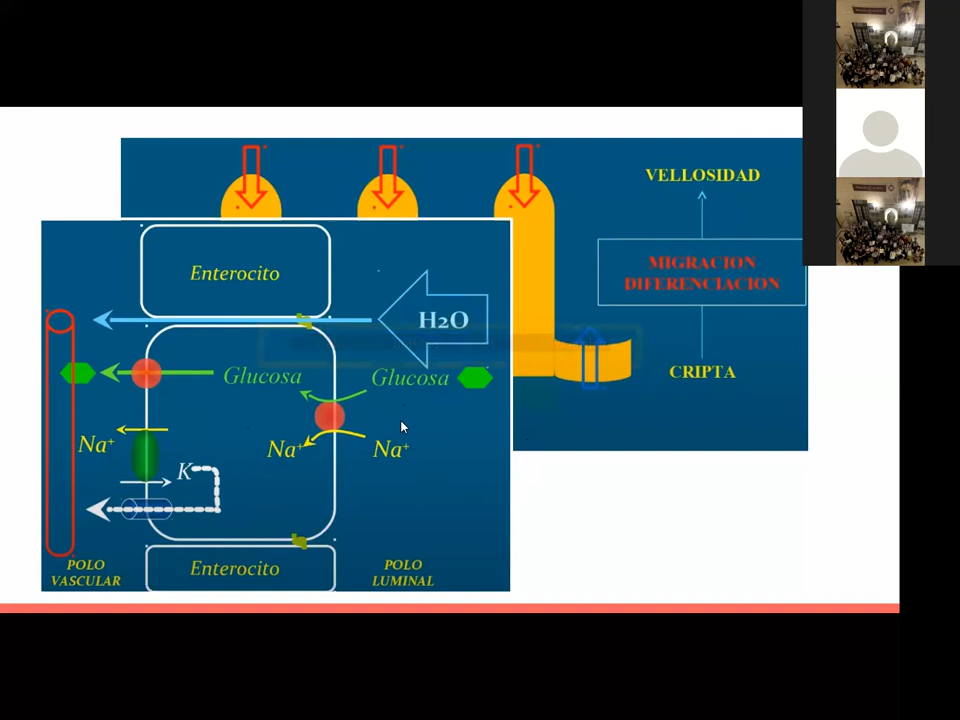 VELLOSIDAD
MIGRACION
DIFERENCIACION
CRIPTA
Enterocito
H2O
Glucosa
Glucosa
Na+
Na+
Na+
K
POLO
VASCULAR
Enterocito
POLO
LUMINAL